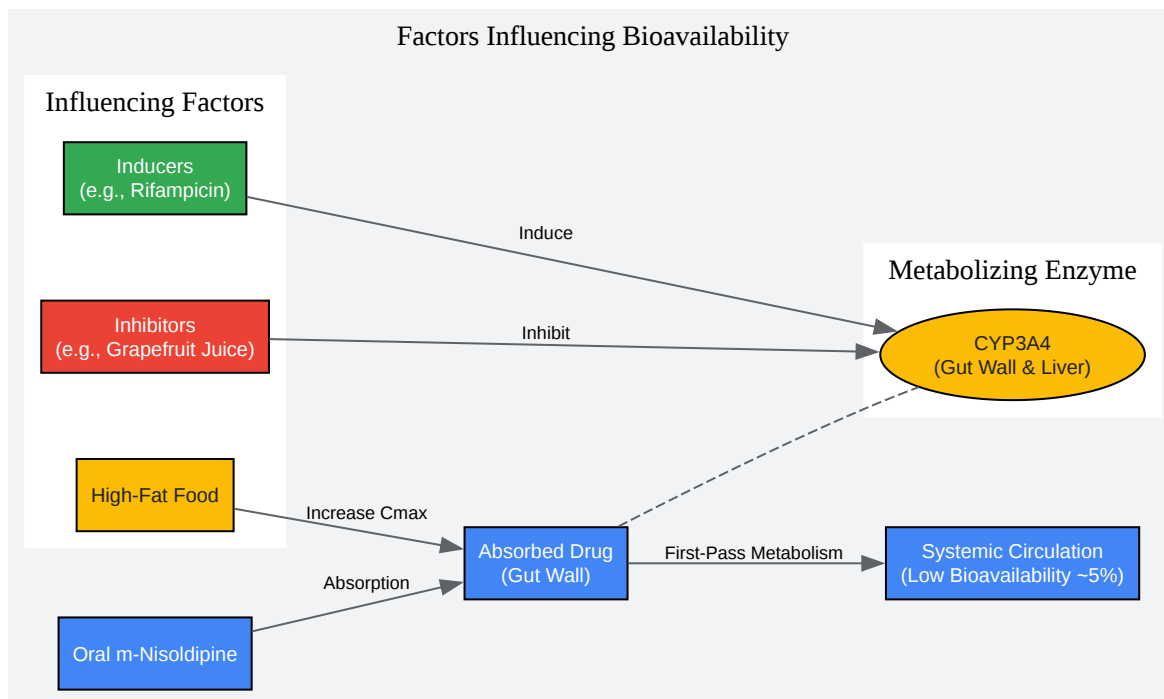 Factors Influencing Bioavailability
Influencing Factors
Inducers
(e.g., Rifampicin)
Induce
Metabolizing Enzyme
Inhibitors
(e.g., Grapefruit Juice)
Inhibit
CYP3A4
(Gut Wall & Liver)
High-Fat Food
Increase Cmax
Absorbed Drug
(Gut Wall)
First-Pass Metabolism
Systemic Circulation
(Low Bioavailability ~5%)
Absorption
Oral m-Nisoldipine